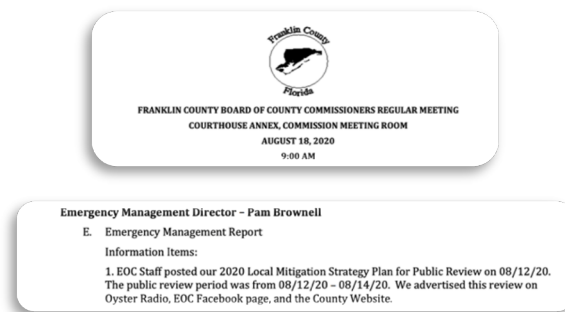 Franklin County
Florida
FRANKLIN COUNTY BOARD OF COUNTY COMMISSIONERS REGULAR MEETING
COURTHOUSE ANNEX, COMMISSION MEETING ROOM
AUGUST 18, 2020
9:00 AM
Emergency Management Director – Pam Brownell
E. Emergency Management Report
Information Items:
1. EOC Staff posted our 2020 Local Mitigation Strategy Plan for Public Review on 08/12/20.
The public review period was from 08/12/20 – 08/14/20. We advertised this review on
Oyster Radio, EOC Facebook page, and the County Website.